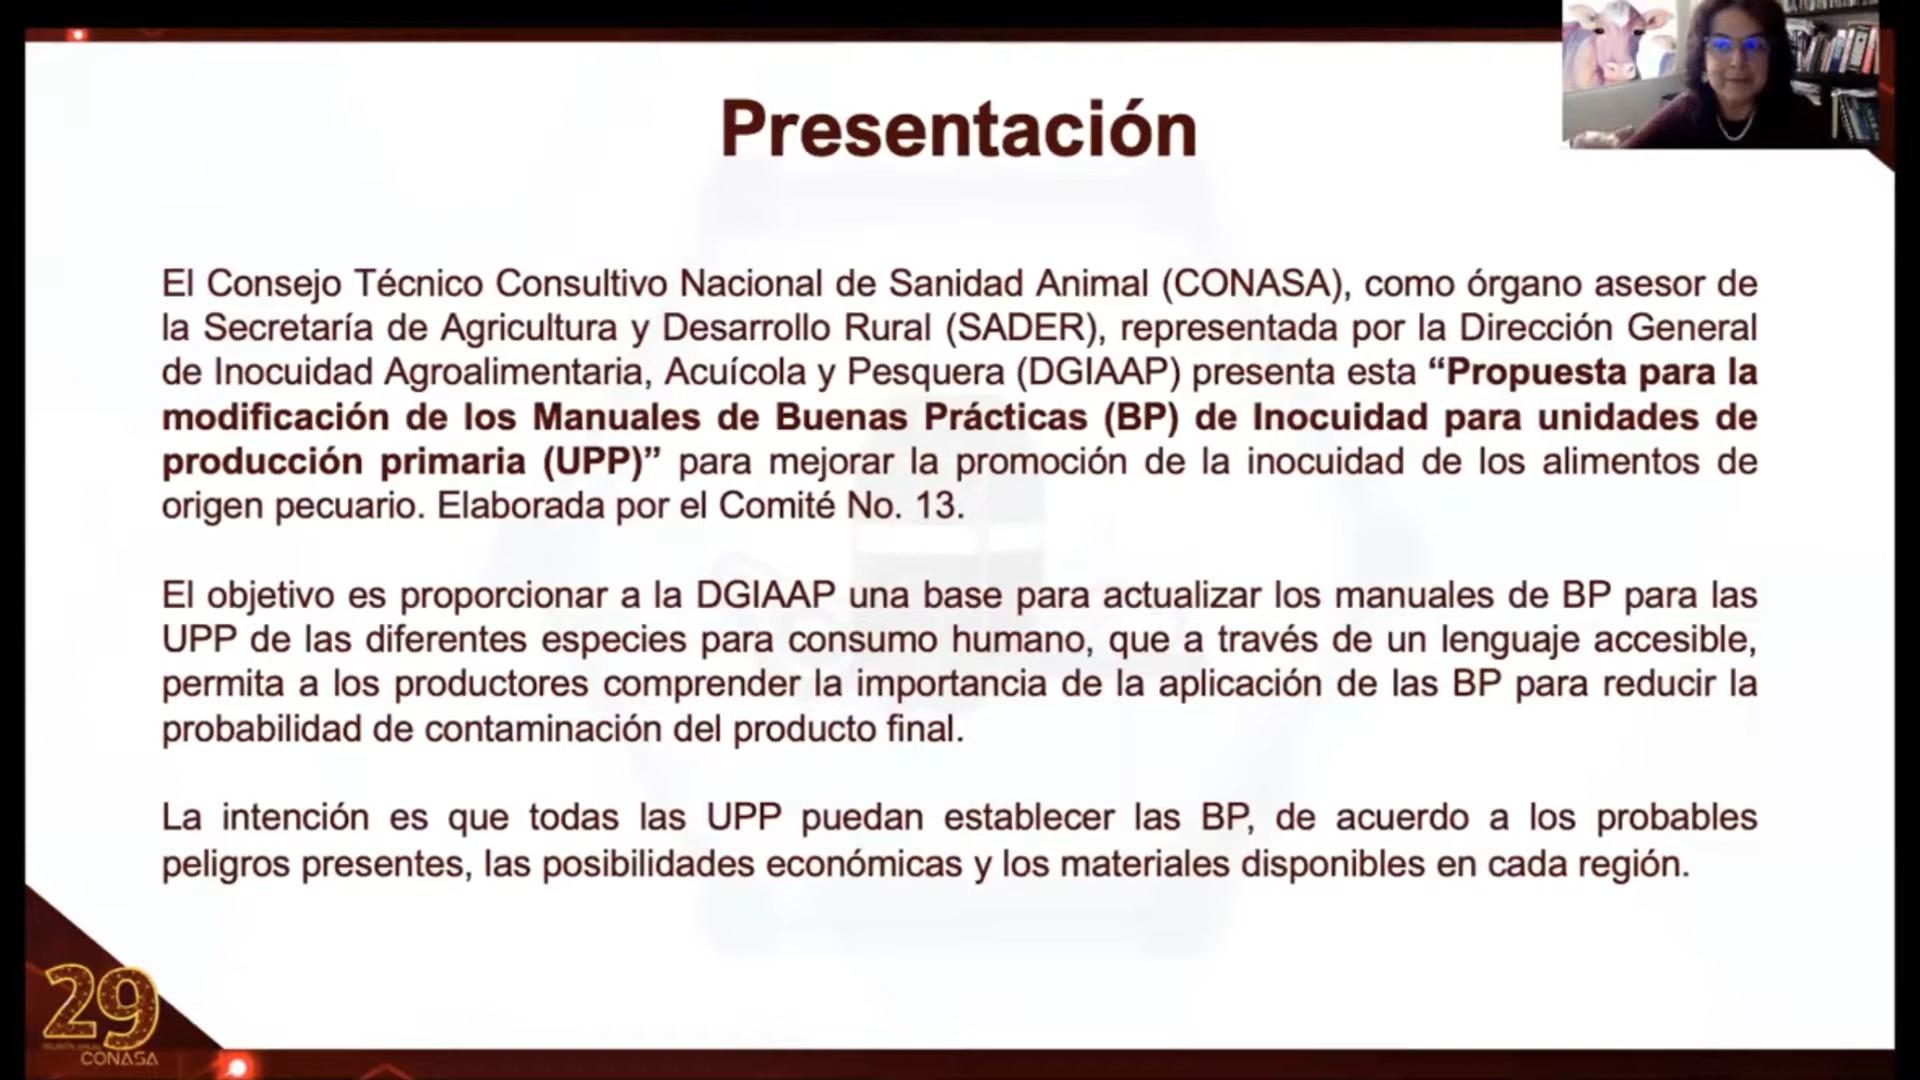 Presentación
El Consejo Técnico Consultivo Nacional de Sanidad Animal (CONASA), como órgano asesor de
la Secretaría de Agricultura y Desarrollo Rural (SADER), representada por la Dirección General
de Inocuidad Agroalimentaria, Acuícola y Pesquera (DGIAAP) presenta esta “Propuesta para la
modificación de los Manuales de Buenas Prácticas (BP) de Inocuidad para unidades de
producción primaria (UPP)” para mejorar la promoción de la inocuidad de los alimentos de
origen pecuario. Elaborada por el Comité No. 13.
El objetivo es proporcionar a la DGIAAP una base para actualizar los manuales de BP para las
UPP de las diferentes especies para consumo humano, que a través de un lenguaje accesible,
permita a los productores comprender la importancia de la aplicación de las BP para reducir la
probabilidad de contaminación del producto final.
La intención es que todas las UPP puedan establecer las BP, de acuerdo a los probables
peligros presentes, las posibilidades económicas y los materiales disponibles en cada región.
29
CONASA